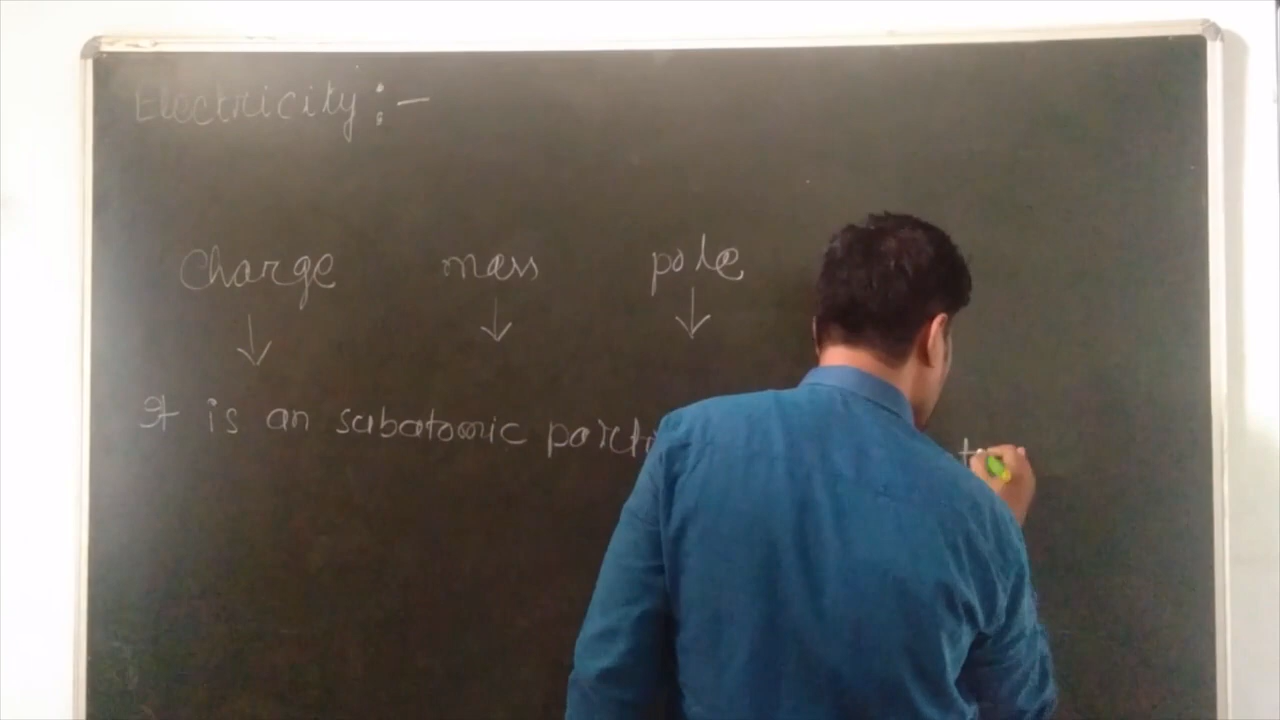 Electricity :-
charge mass pole
It is an subatomic parti